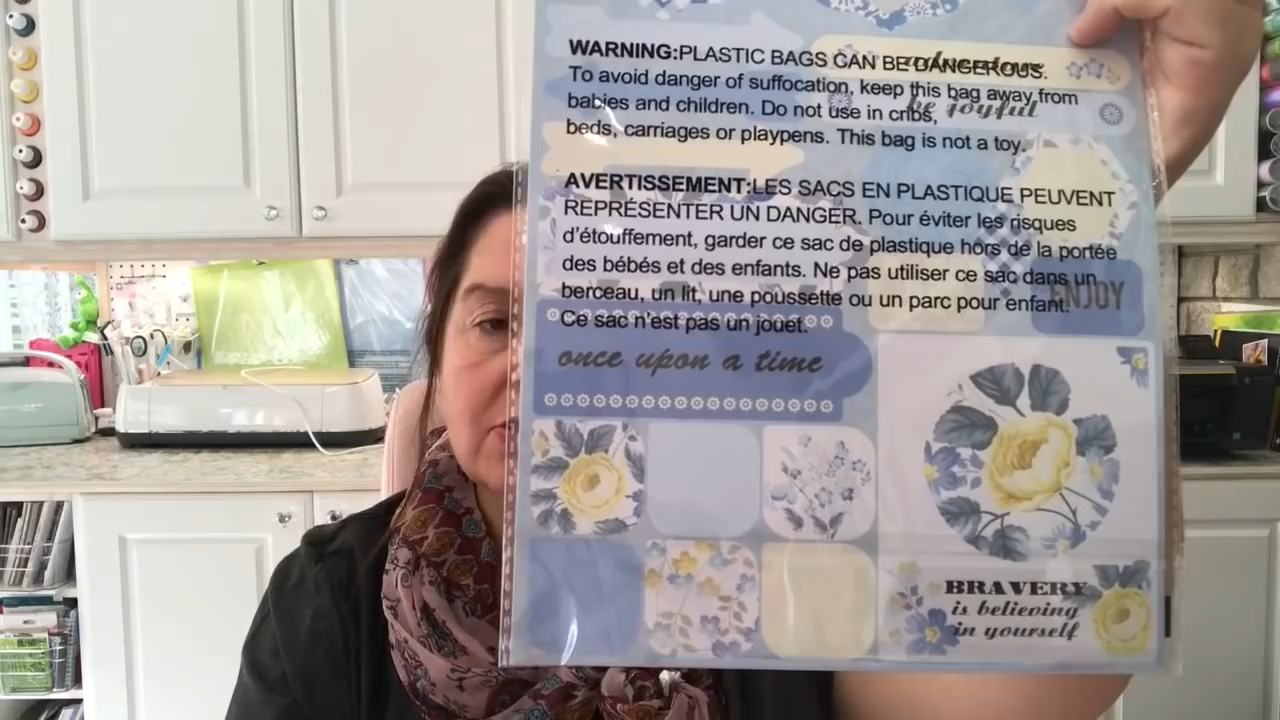 WARNING:PLASTIC BAGS CAN BE DANGEROUS.
To avoid danger of suffocation, keep this bag away from
babies and children. Do not use in cribs,
beds, carriages or playpens. This bag is not a toy.
be joyful
AVERTISSEMENT:LES SACS EN PLASTIQUE PEUVENT
REPRÉSENTER UN DANGER. Pour éviter les risques
d'étouffement, garder ce sac de plastique hors de la portée
des bébés et des enfants. Ne pas utiliser ce sac dans un
berceau, un lit, une poussette ou un parc pour enfant.
Ce sac n'est pas un jouet.
ENJOY
once upon a time
BRAVERY
is believing
in yourself